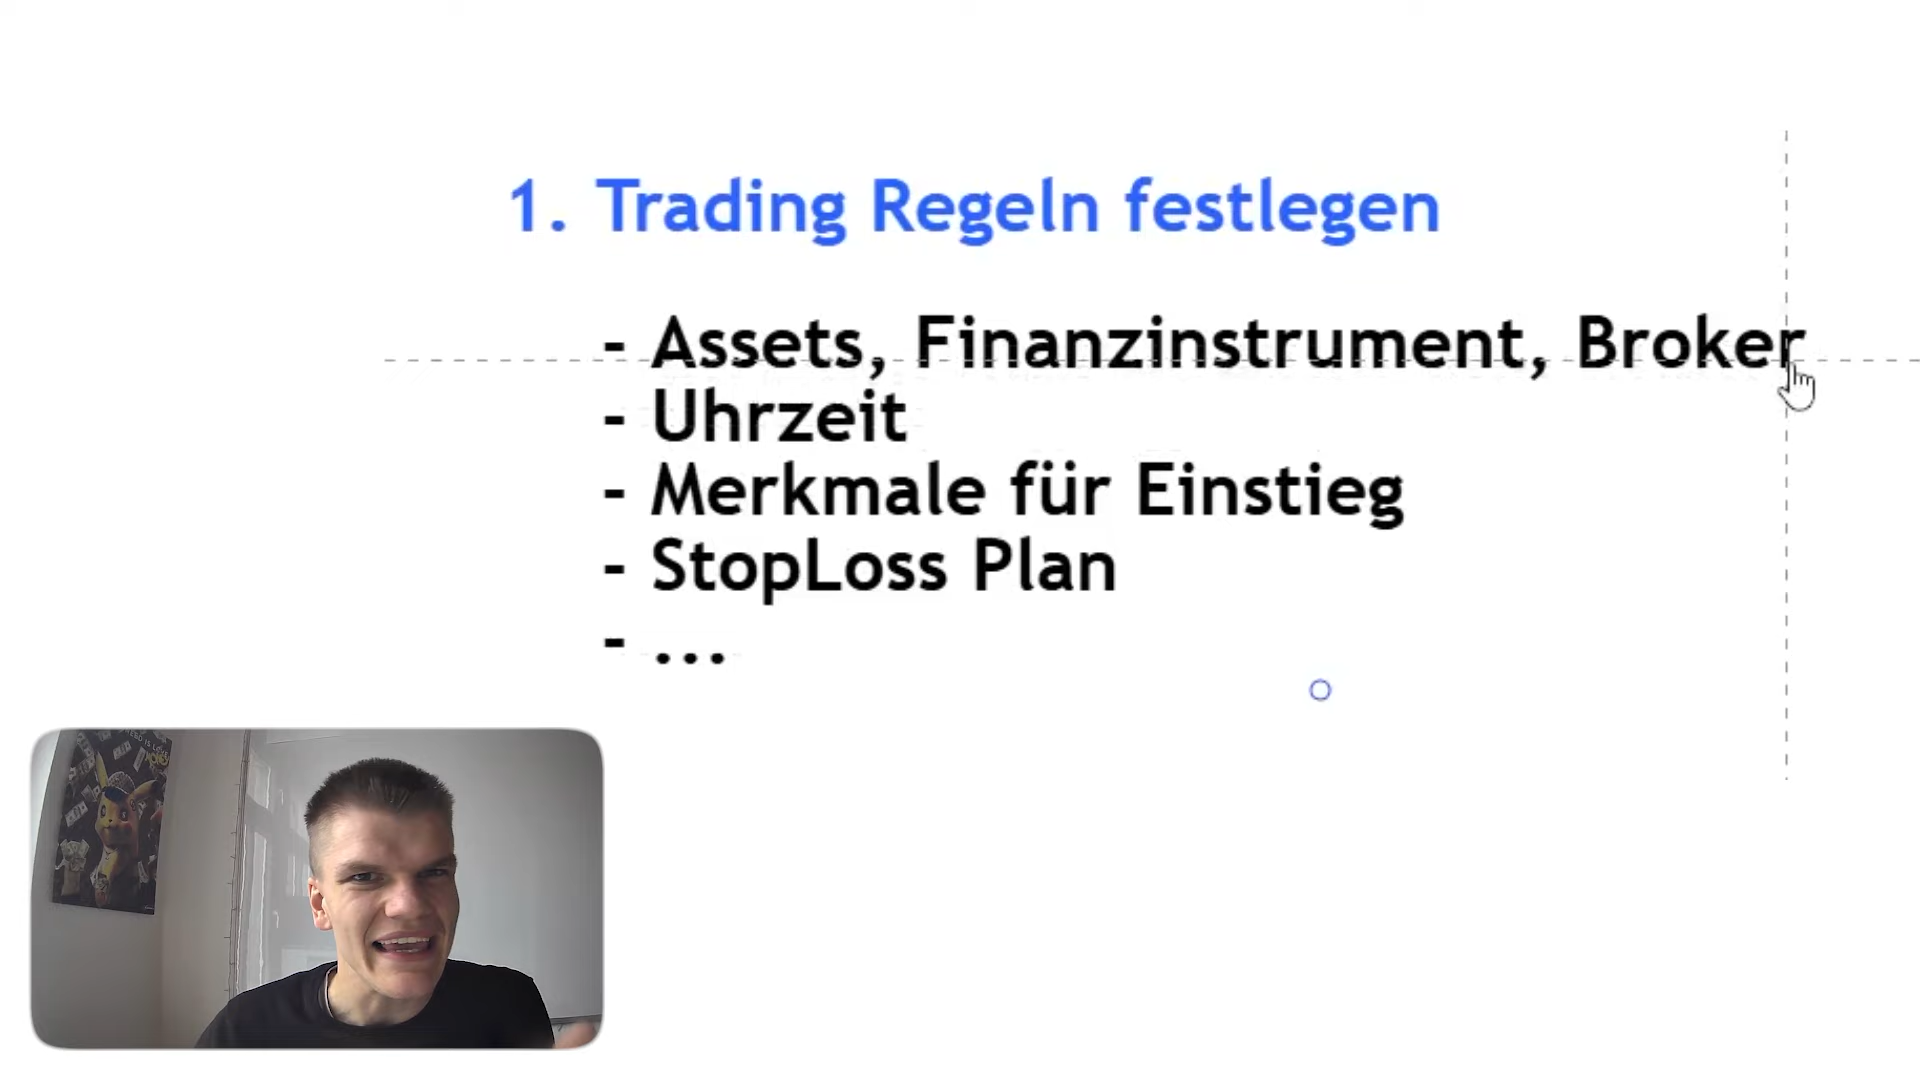 1. Trading Regeln festlegen
- Assets, Finanzinstrument, Broker
- Uhrzeit
- Merkmale für Einstieg
- StopLoss Plan
- ...